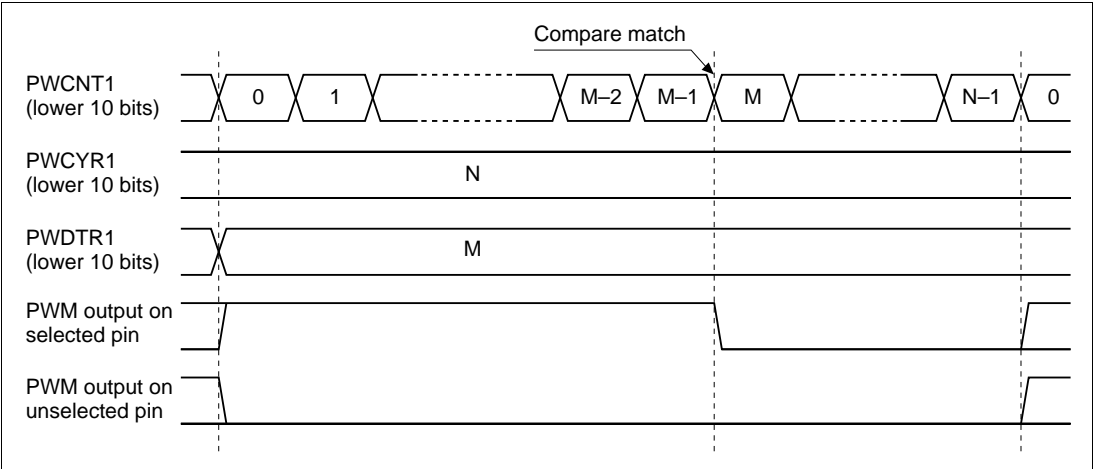 Compare match
PWCNT1
(lower 10 bits)
0 1 M–2 M–1 M N–1 0
PWCYR1
(lower 10 bits)
N
PWDTR1
(lower 10 bits)
M
PWM output on
selected pin
PWM output on
unselected pin